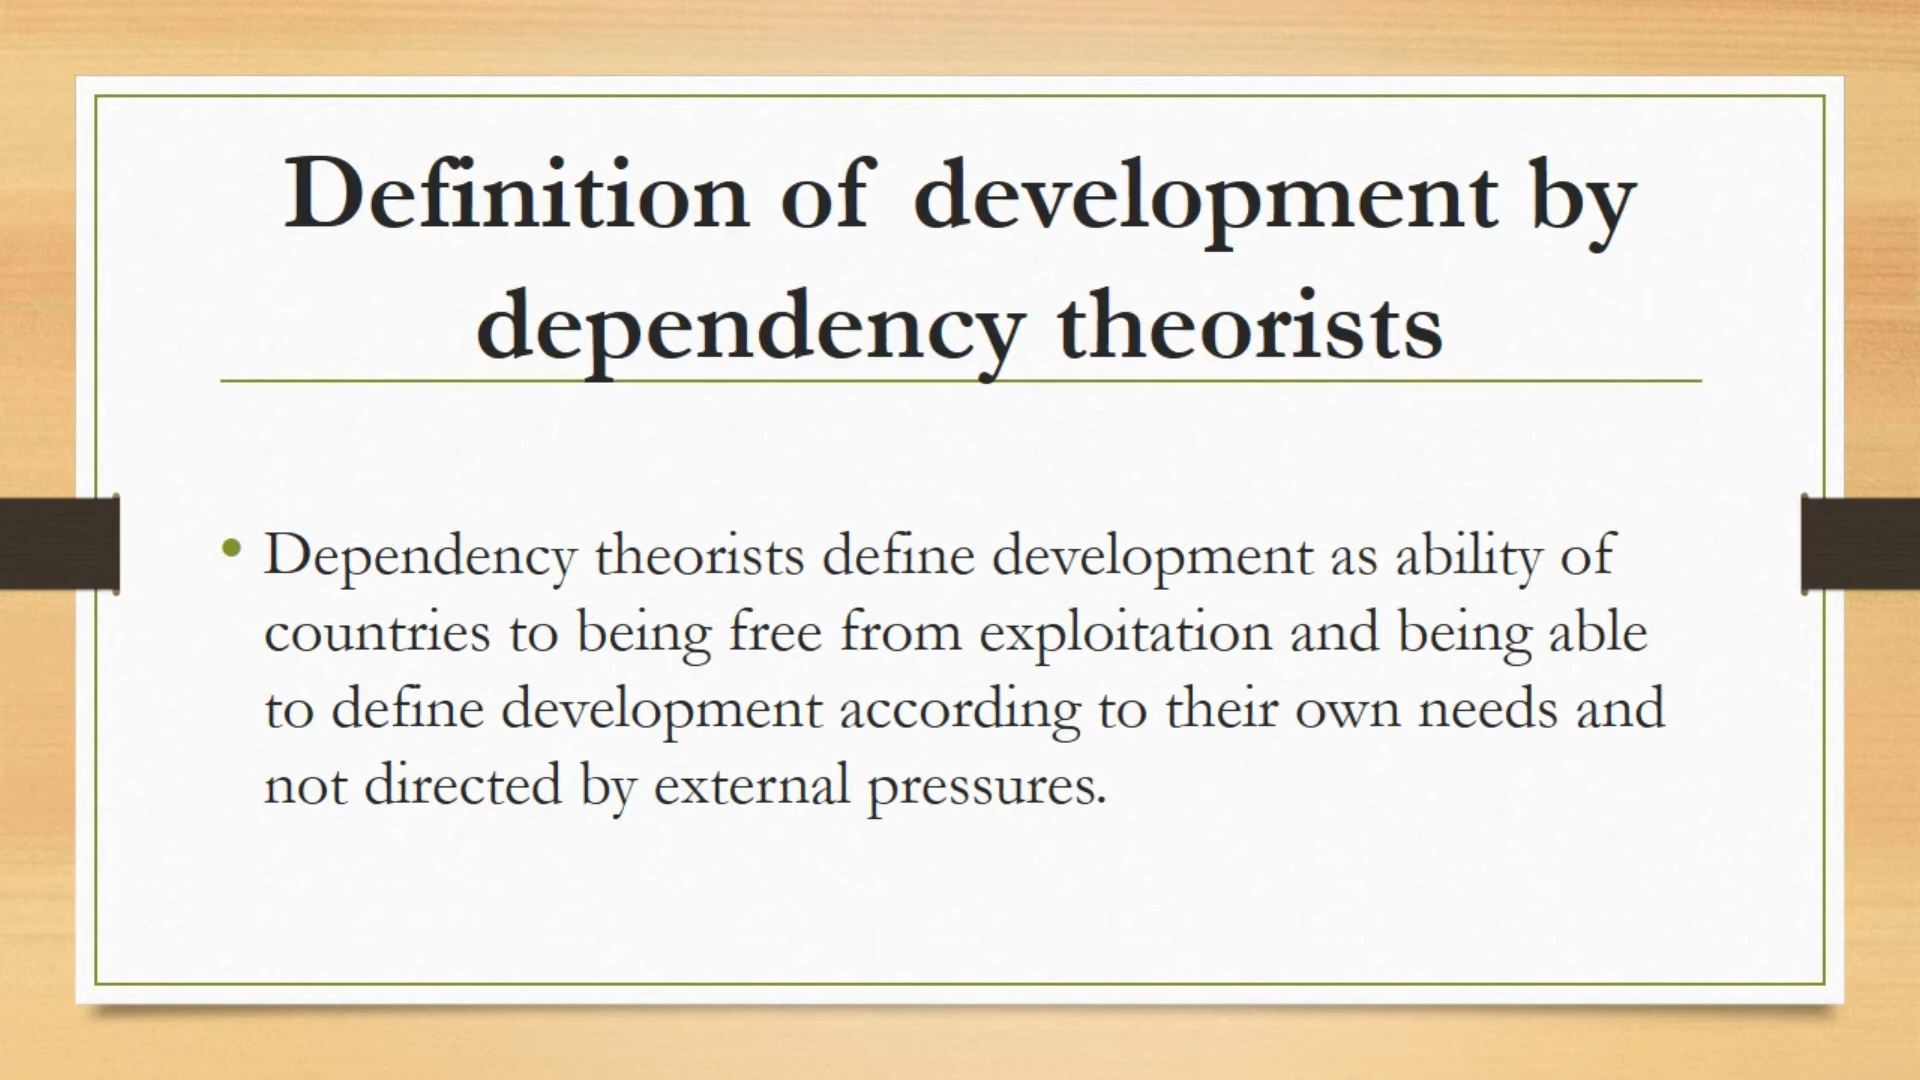 Definition of development by
dependency theorists
• Dependency theorists define development as ability of
countries to being free from exploitation and being able
to define development according to their own needs and
not directed by external pressures.